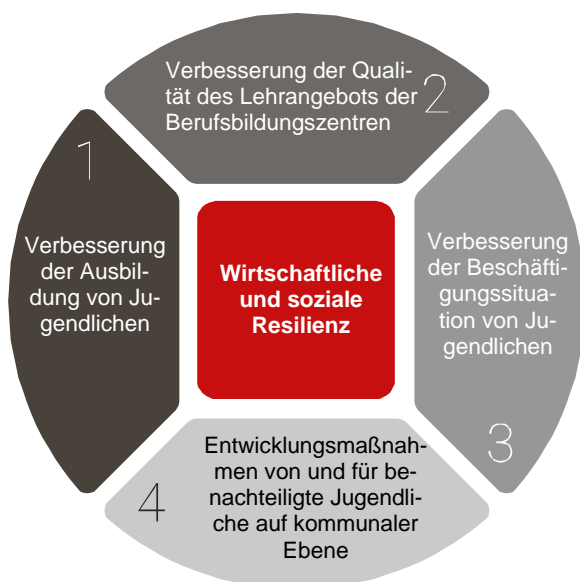 1
Verbesserung
der Ausbil-
dung von Ju-
gendlichen
Verbesserung der Quali-
tät des Lehrangebots der
Berufsbildungszentren
2
Verbesserung
der Beschäfti-
gungssitua-
tion von Ju-
gendlichen
3
Entwicklungsmaßnah-
men von und für be-
nachteiligte Jugendli-
che auf kommunaler
Ebene
4
Wirtschaftliche
und soziale
Resilienz